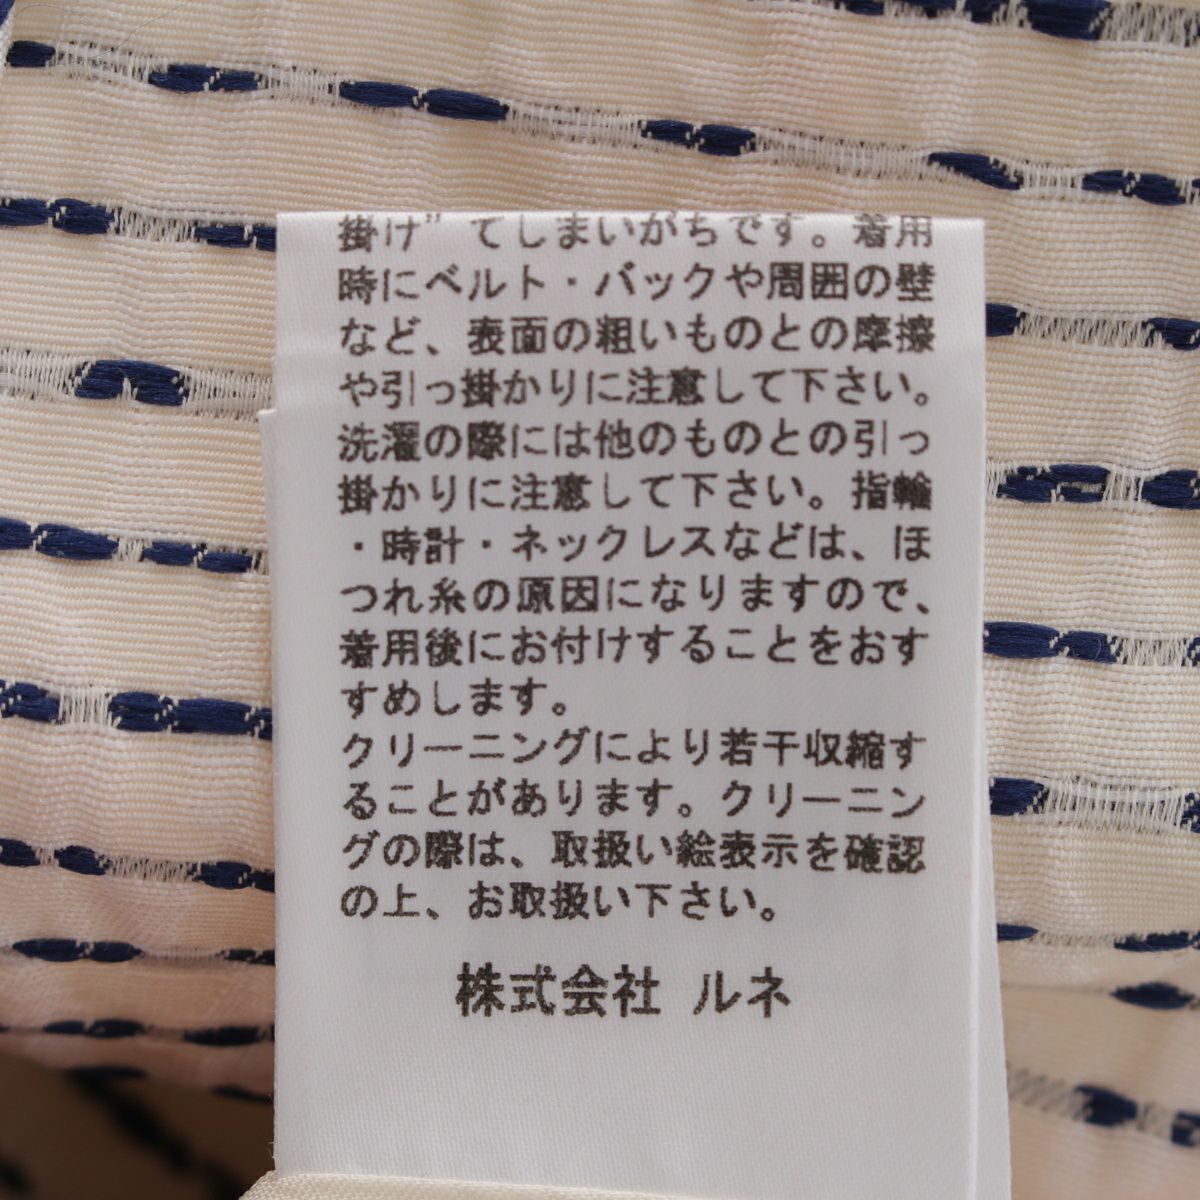 掛け”てしまいがちです。着用
時にベルト・バックや周囲の壁
など、表面の粗いものとの摩擦
や引っ掛かりに注意して下さい。
洗濯の際には他のものとの引っ
掛かりに注意して下さい。指輪
・時計・ネックレスなどは、ほ
つれ糸の原因になりますので、
着用後にお付けすることをおす
すめします。
クリーニングにより若干収縮す
ることがあります。クリーニン
グの際は、取扱い絵表示を確認
の上、お取扱い下さい。
株式会社 ルネ